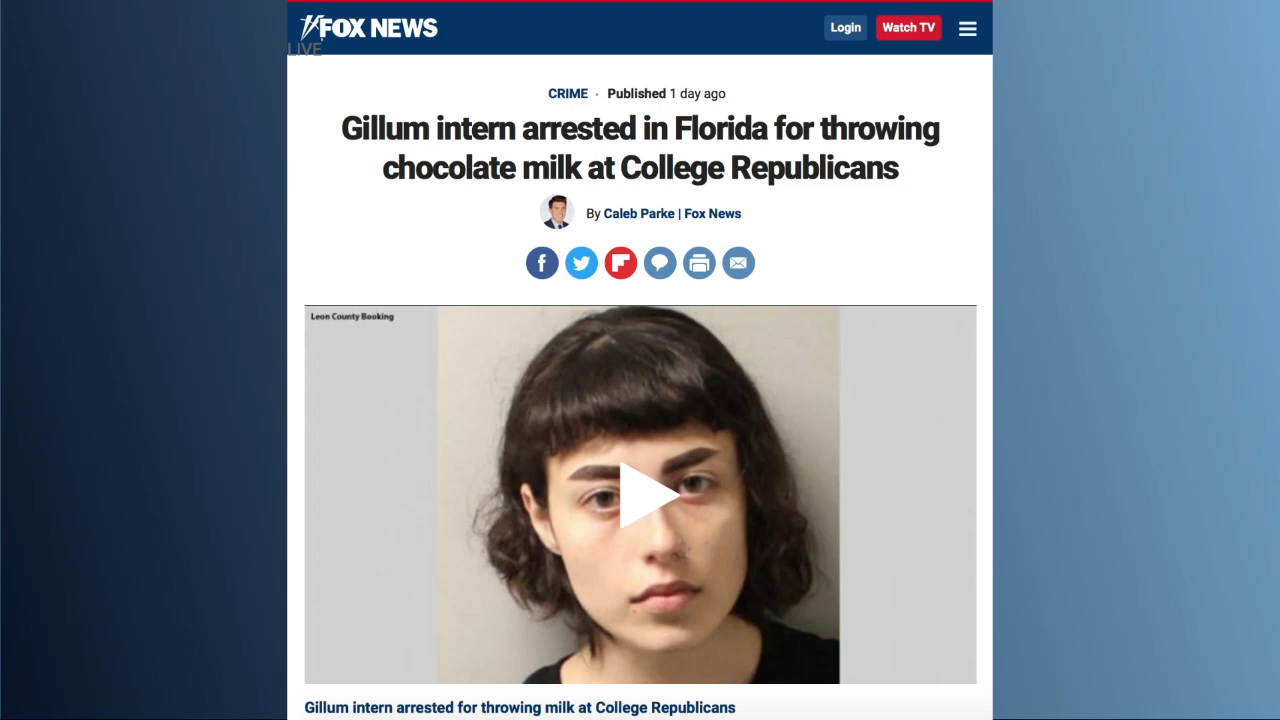 FOX NEWS
Login
Watch TV
LIVE
CRIME · Published 1 day ago
Gillum intern arrested in Florida for throwing
chocolate milk at College Republicans
By Caleb Parke | Fox News
Leon County Booking
Gillum intern arrested for throwing milk at College Republicans